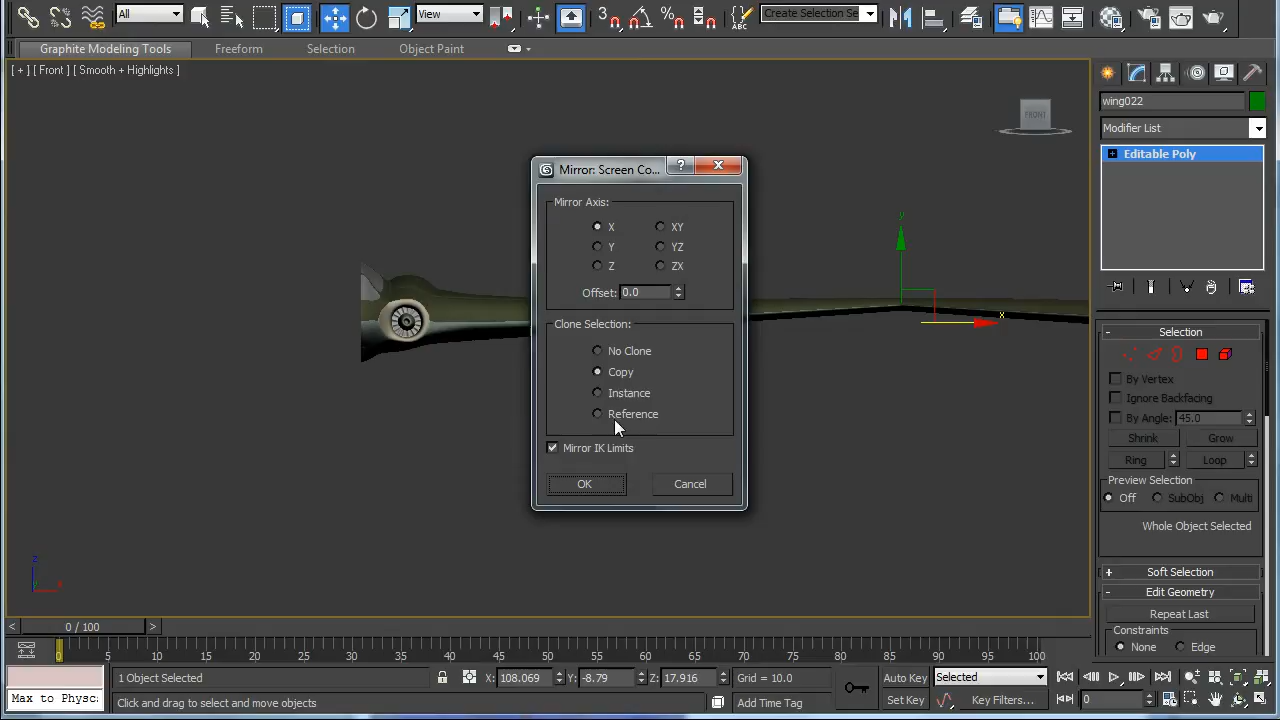 All
View
Create Selection Se
Graphite Modeling Tools
Freeform
Selection
Object Paint
[ + ] [ Front ] [ Smooth + Highlights ]
FRONT
wing022
Modifier List
Editable Poly
Mirror: Screen Co...
Mirror Axis:
X
XY
Y
YZ
Z
ZX
Offset: 0.0
Clone Selection:
No Clone
Copy
Instance
Reference
Mirror IK Limits
OK
Cancel
y
x
z
x
Selection
By Vertex
Ignore Backfacing
By Angle: 45.0
Shrink
Grow
Ring
Loop
Preview Selection
Off
SubObj
Multi
Whole Object Selected
Soft Selection
Edit Geometry
Repeat Last
Constraints
None
Edge
0 / 100
0 5 10 15 20 25 30 35 40 45 50 55 60 65 70 75 80 85 90 95 100
1 Object Selected
X: 108.069
Y: -8.79
Z: 17.916
Grid = 10.0
Auto Key
Selected
Max to Physc
Click and drag to select and move objects
Add Time Tag
Set Key
Key Filters...
0